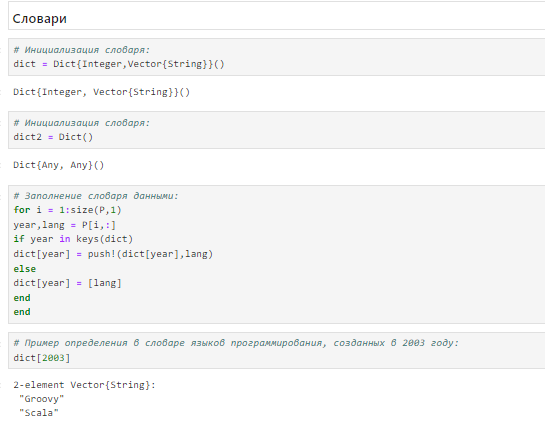 Словари
# Инициализация словаря:
dict = Dict{Integer,Vector{String}}()
Dict{Integer, Vector{String}}()
# Инициализация словаря:
dict2 = Dict()
Dict{Any, Any}()
# Заполнение словаря данными:
for i = 1:size(P,1)
year,lang = P[i,:]
if year in keys(dict)
dict[year] = push!(dict[year],lang)
else
dict[year] = [lang]
end
end
# Пример определения в словаре языков программирования, созданных в 2003 году:
dict[2003]
2-element Vector{String}:
"Groovy"
"Scala"